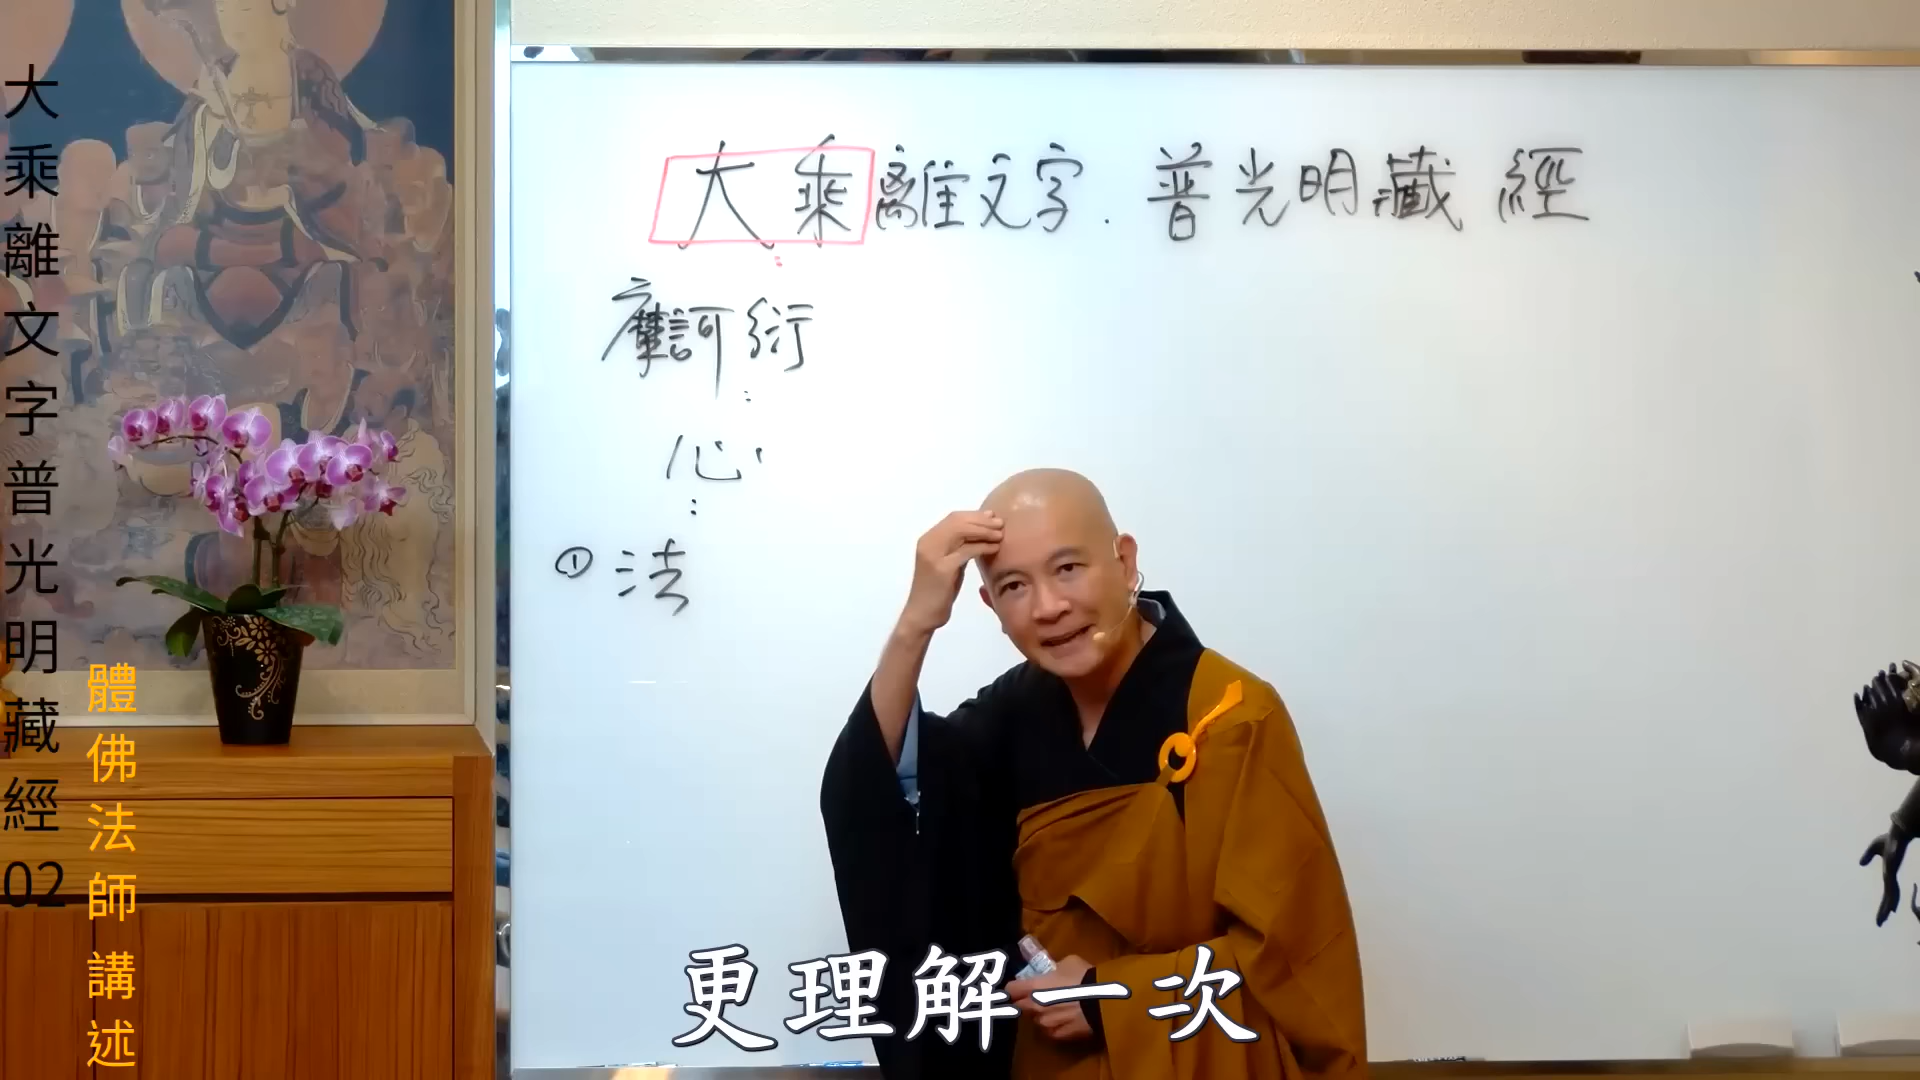 大乘離文字普光明藏經02
體佛法師 講述
大乘離文字.普光明藏經
摩訶衍
心
① 法
更理解一次